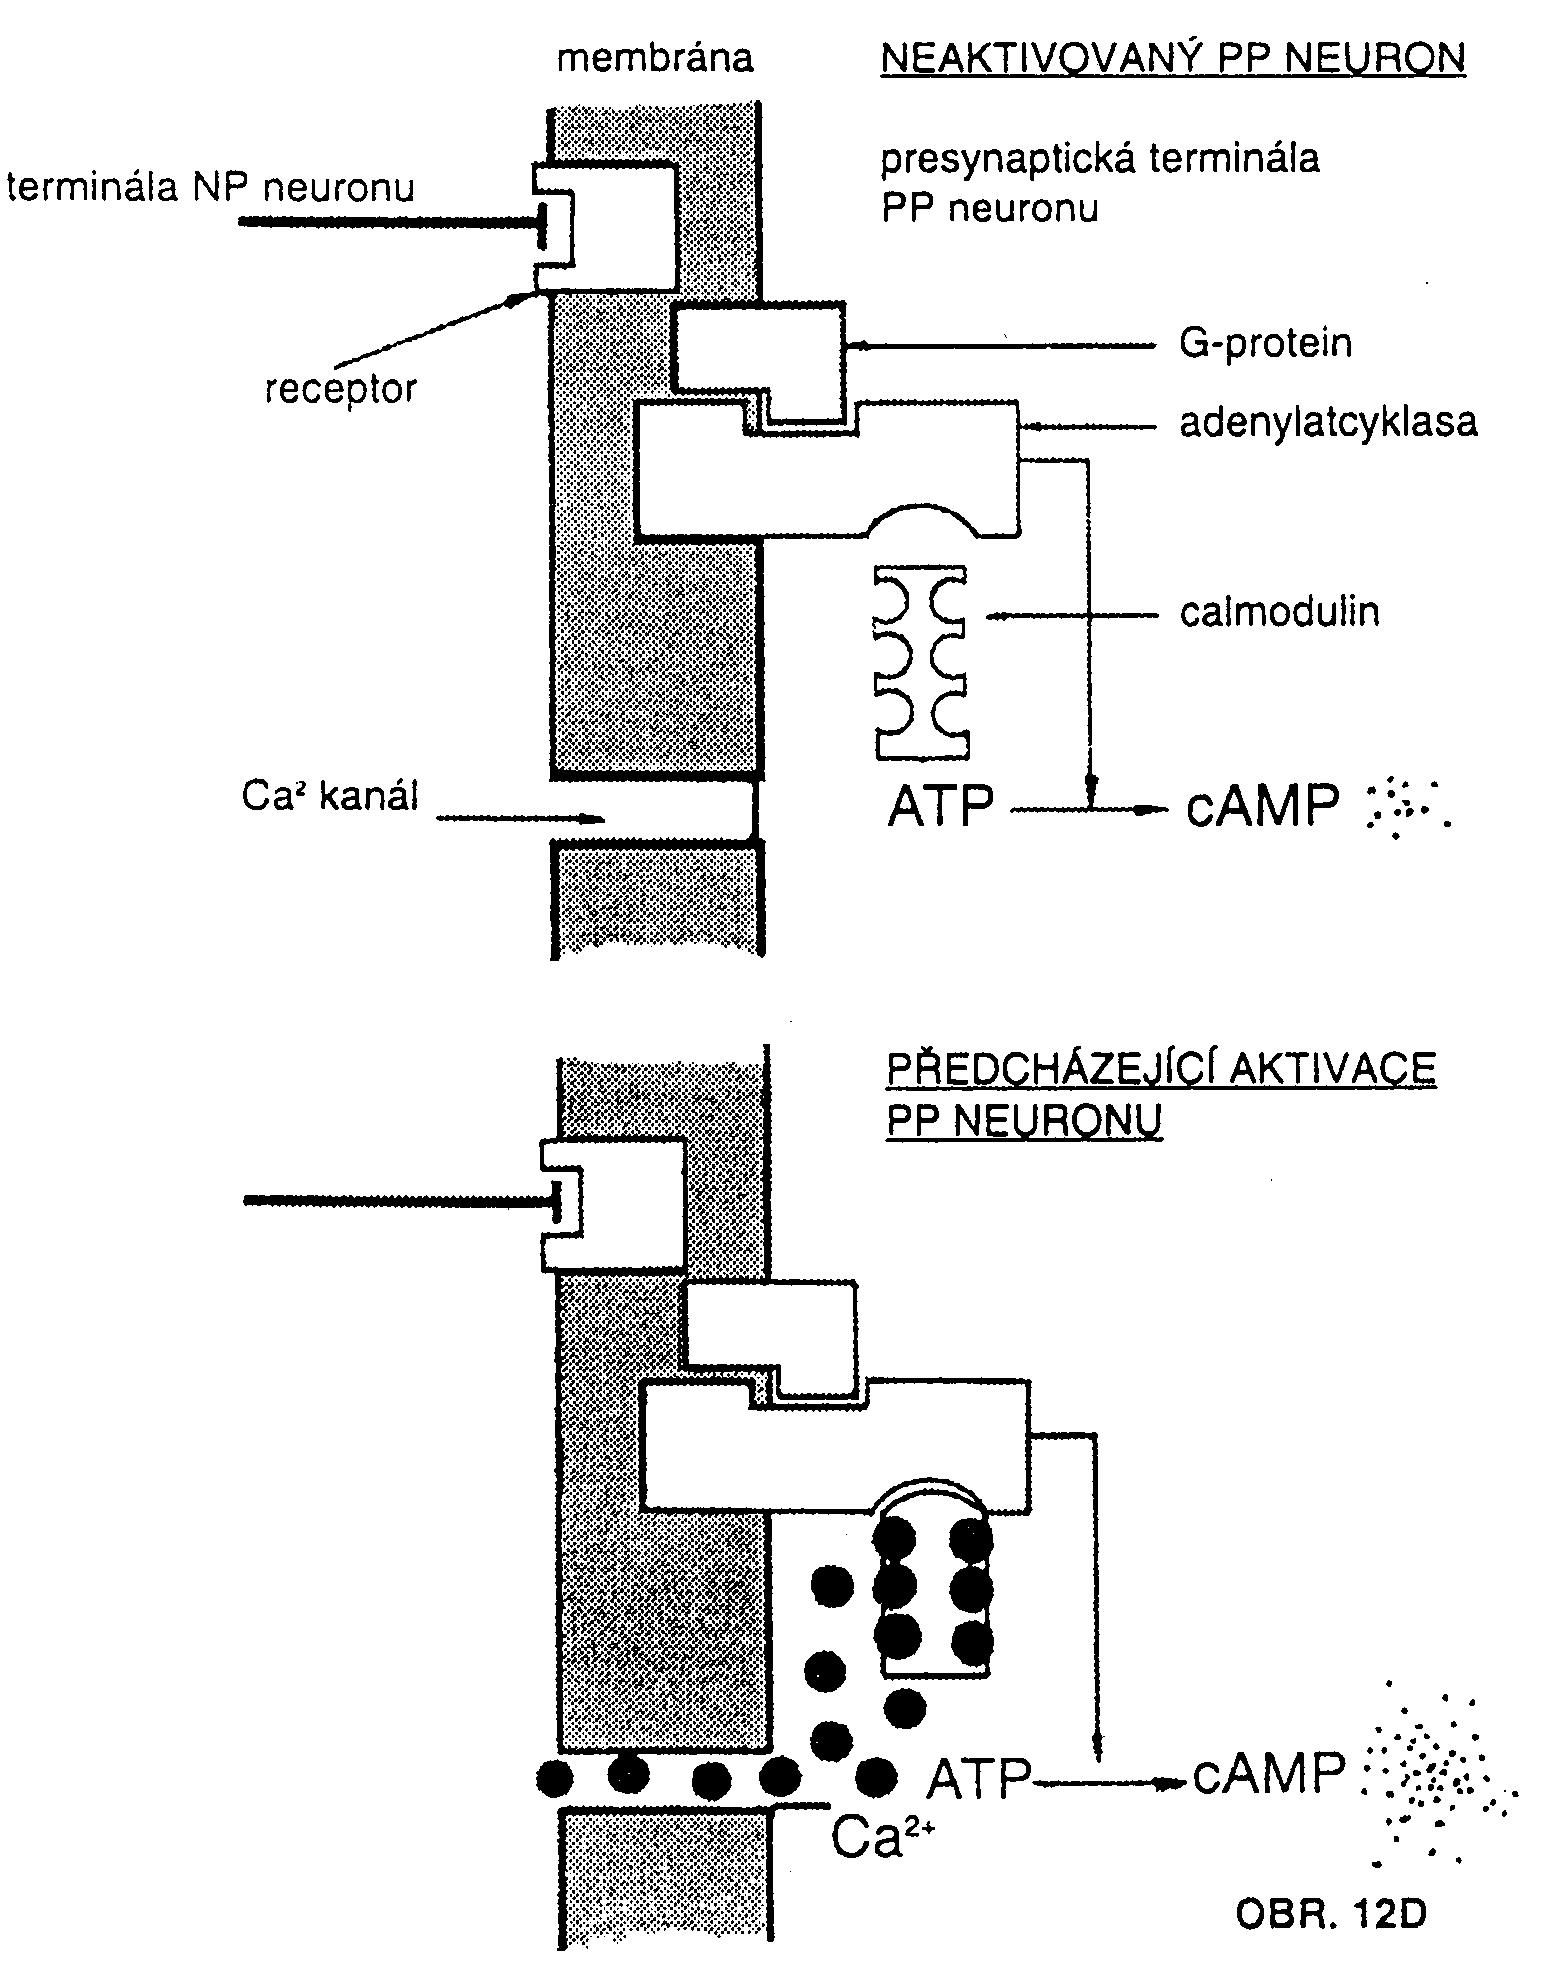 membrána
NEAKTIVOVANÝ PP NEURON
presynaptická terminála
PP neuronu
terminála NP neuronu
receptor
G-protein
adenylatcyklasa
calmodulin
Ca² kanál
ATP
cAMP
PŘEDCHÁZEJÍCÍ AKTIVACE
PP NEURONU
ATP
cAMP
Ca²⁺
OBR. 12D